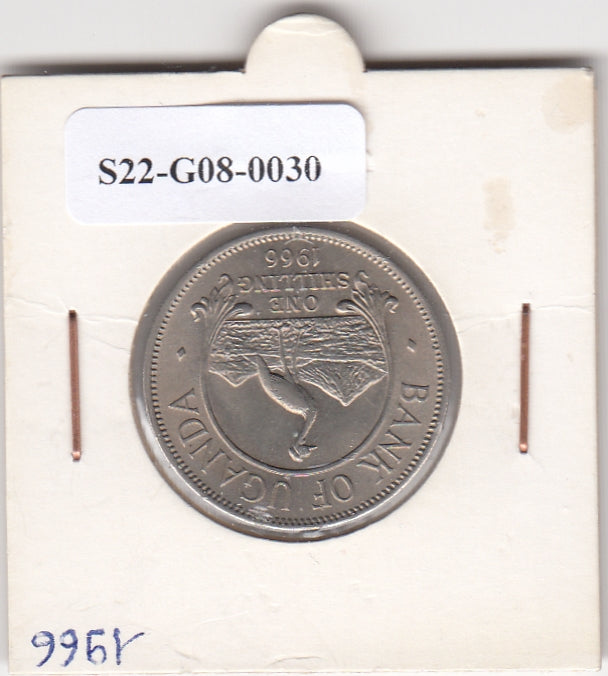 S22-G08-0030
BANK OF UGANDA
ONE
SHILLING
1966
1966